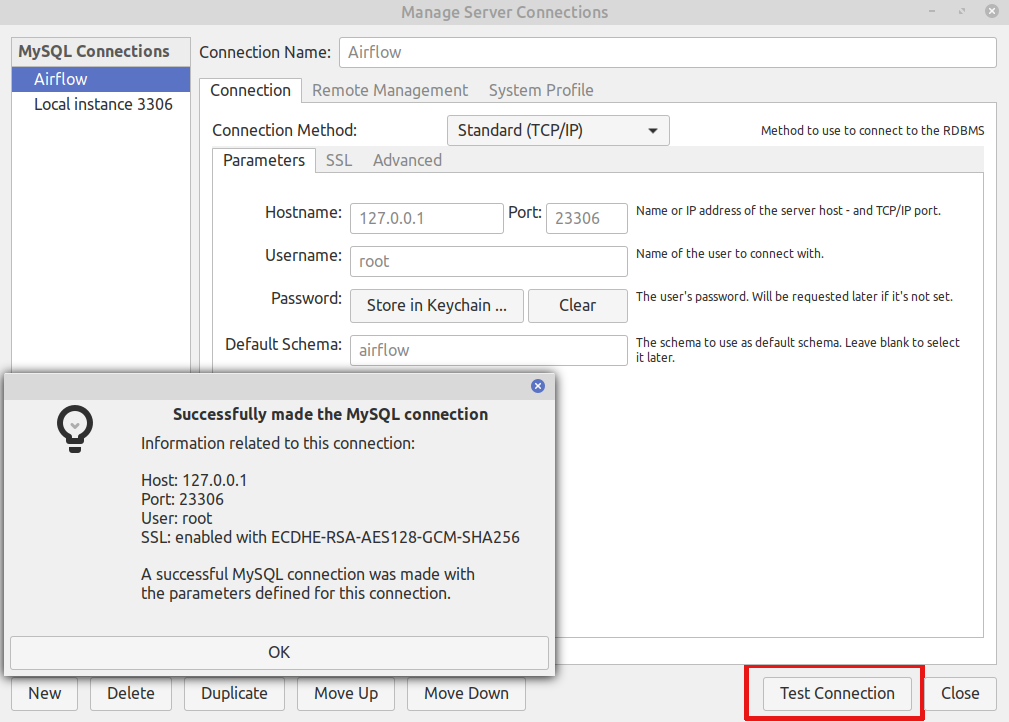 Manage Server Connections
MySQL Connections
Airflow
Local instance 3306
Connection Name: Airflow
Connection Remote Management System Profile
Connection Method: Standard (TCP/IP) Method to use to connect to the RDBMS
Parameters SSL Advanced
Hostname: 127.0.0.1 Port: 23306 Name or IP address of the server host - and TCP/IP port.
Username: root Name of the user to connect with.
Password: Store in Keychain ... Clear The user's password. Will be requested later if it's not set.
Default Schema: airflow The schema to use as default schema. Leave blank to select
it later.
Successfully made the MySQL connection
Information related to this connection:
Host: 127.0.0.1
Port: 23306
User: root
SSL: enabled with ECDHE-RSA-AES128-GCM-SHA256
A successful MySQL connection was made with
the parameters defined for this connection.
OK
New Delete Duplicate Move Up Move Down Test Connection Close